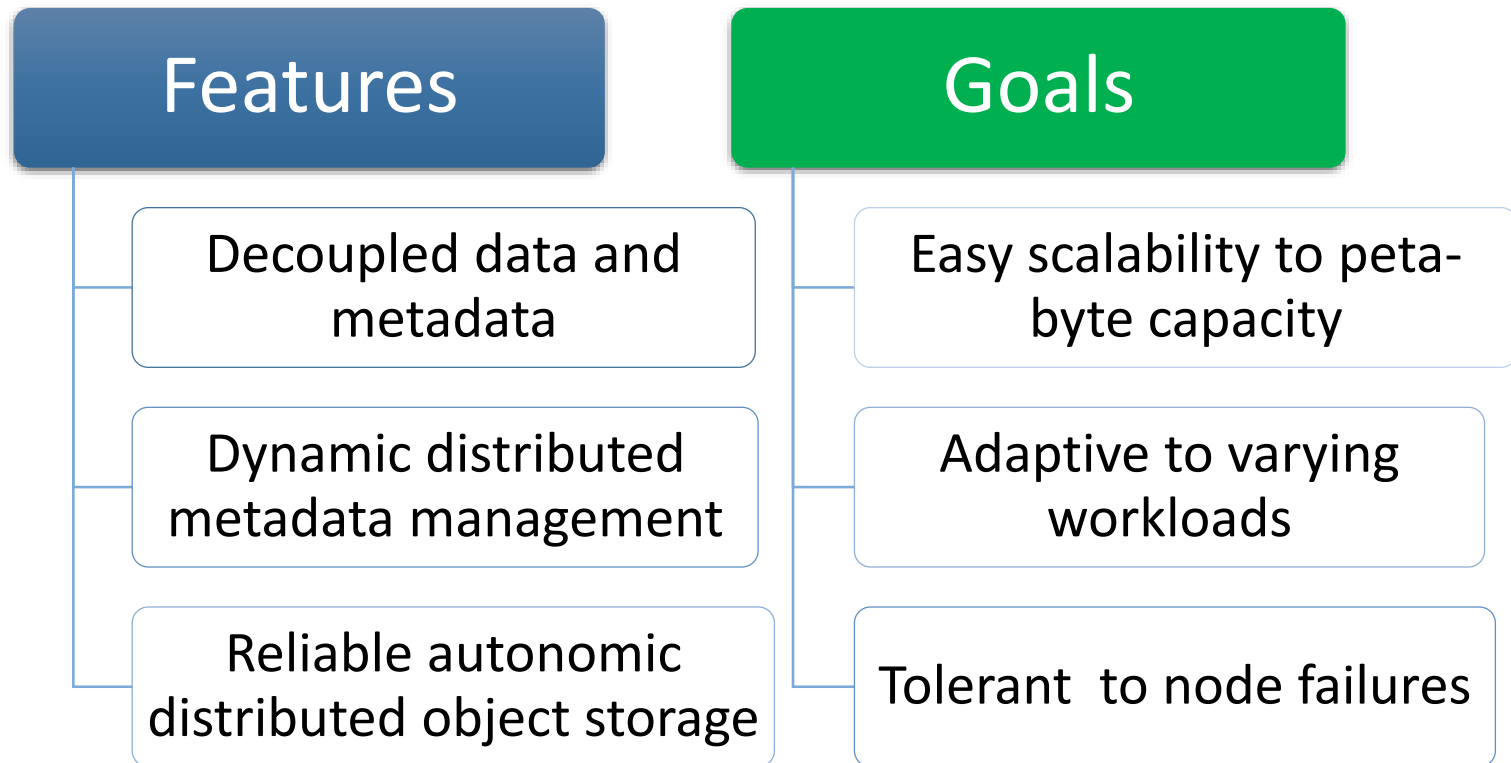 Features
Decoupled data and
metadata
Dynamic distributed
metadata management
Reliable autonomic
distributed object storage
Goals
Easy scalability to peta-
byte capacity
Adaptive to varying
workloads
Tolerant  to node failures